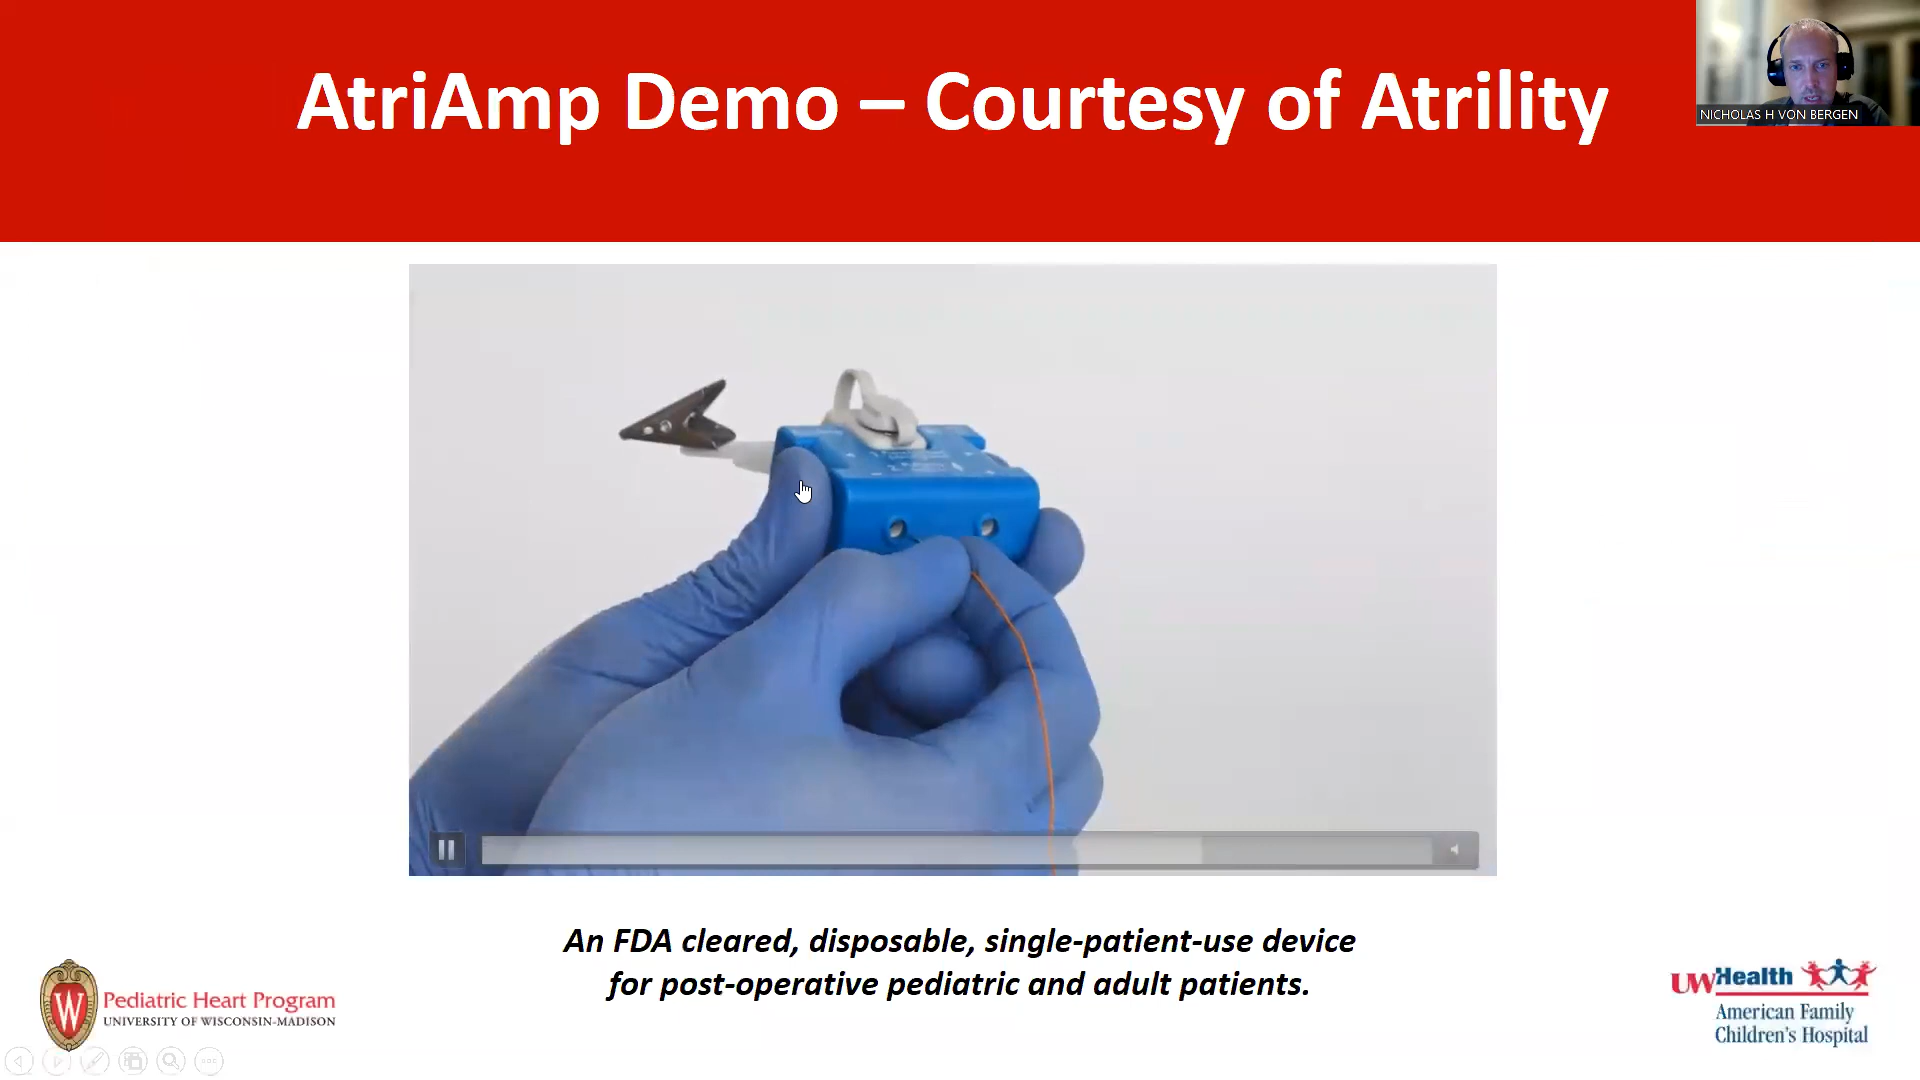 AtriAmp Demo – Courtesy of Atrility
NICHOLAS H VON BERGEN
An FDA cleared, disposable, single-patient-use device
for post-operative pediatric and adult patients.
W
Pediatric Heart Program
UNIVERSITY OF WISCONSIN-MADISON
UWHealth
American Family
Children's Hospital